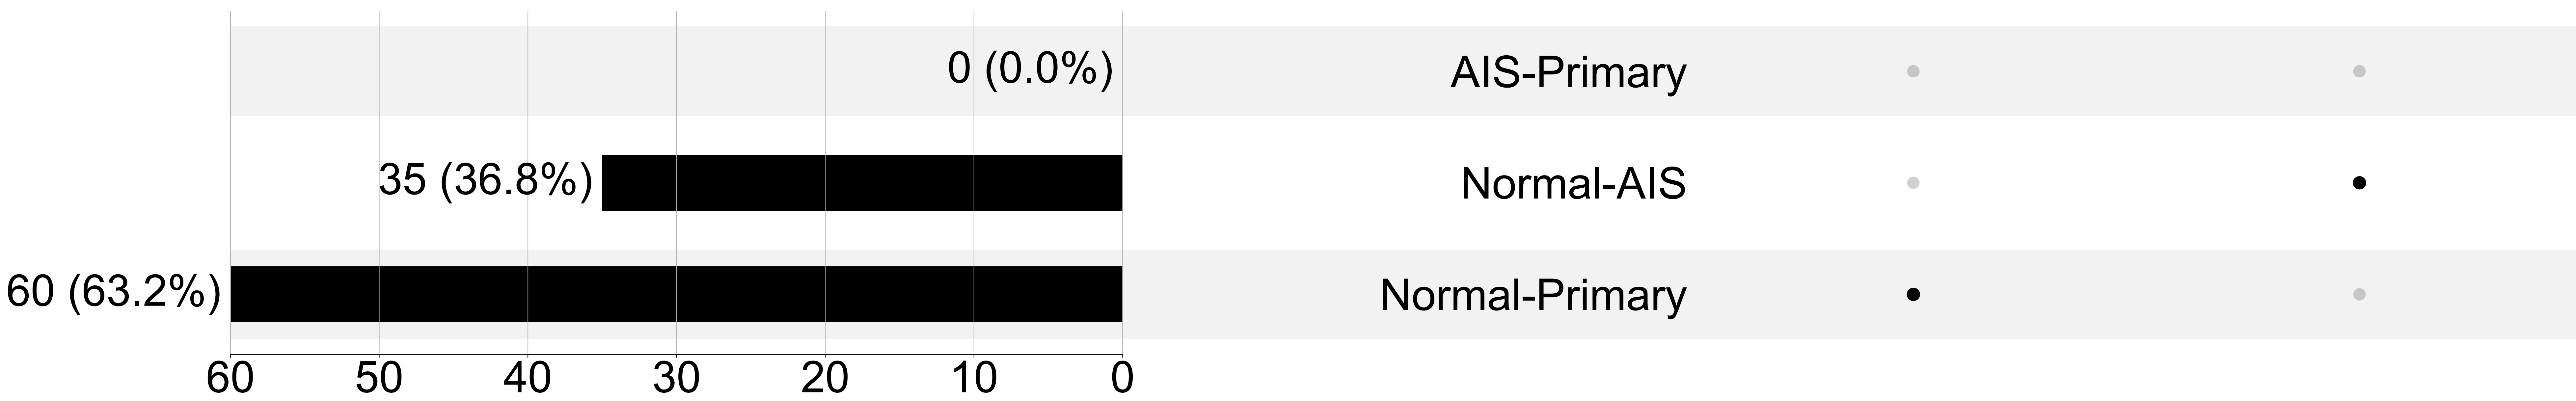 0 (0.0%) AIS-Primary
35 (36.8%) Normal-AIS
60 (63.2%) Normal-Primary
60 50 40 30 20 10 0